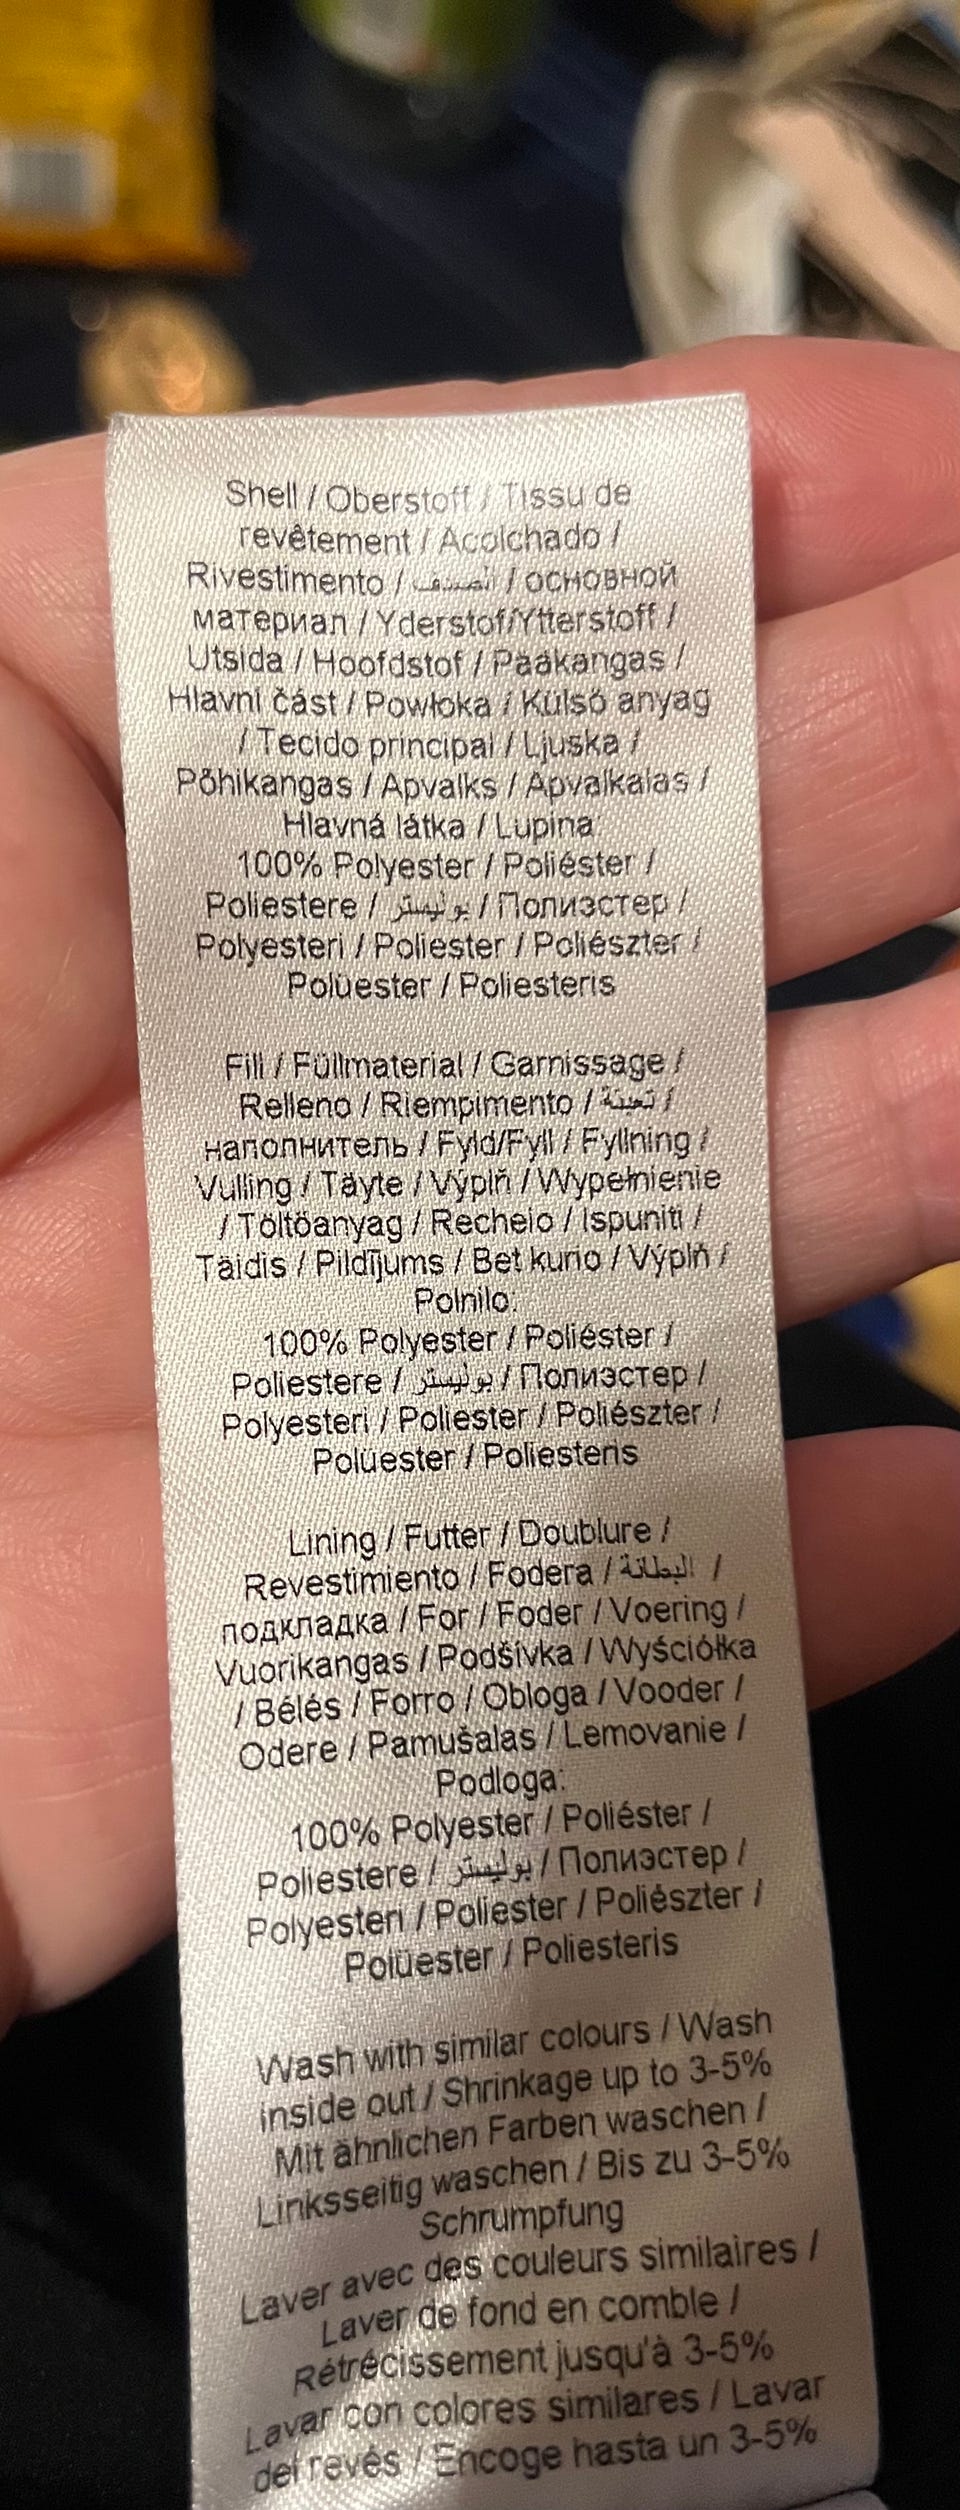 Shell / Oberstoff / Tissu de
revêtement / Acolchado /
Rivestimento / الصدف / основной
материал / Yderstof/Ytterstoff /
Utsida / Hoofdstof / Pääkangas /
Hlavní část / Powłoka / Külsö anyag
/ Tecido principal / Ljuska /
Põhikangas / Apvalks / Apvalkalas /
Hlavná látka / Lupina:
100% Polyester / Poliéster /
Poliestere / بوليستر / Полиэстер /
Polyesteri / Poliester / Poliészter /
Polüester / Poliesteris
Fill / Füllmaterial / Garnissage /
Relleno / RIempimento / تعبئة /
наполнитель / Fyld/Fyll / Fyllning /
Vulling / Täyte / Výplň / Wypełnienie
/ Töltöanyag / Recheio / Ispuniti /
Täidis / Pildījums / Bet kurio / Výplň /
Polnilo:
100% Polyester / Poliéster /
Poliestere / بوليستر / Полиэстер /
Polyesteri / Poliester / Poliészter /
Polüester / Poliesteris
Lining / Futter / Doublure /
Revestimiento / Fodera / البطانة /
подкладка / For / Foder / Voering /
Vuorikangas / Podšívka / Wyściółka
/ Bélés / Forro / Obloga / Vooder /
Odere / Pamušalas / Lemovanie /
Podloga:
100% Polyester / Poliéster /
Poliestere / بوليستر / Полиэстер /
Polyesteri / Poliester / Poliészter /
Polüester / Poliesteris
Wash with similar colours / Wash
inside out / Shrinkage up to 3-5%
Mit ähnlichen Farben waschen /
Linksseitig waschen / Bis zu 3-5%
Schrumpfung
Laver avec des couleurs similaires /
Laver de fond en comble /
Rétrécissement jusqu'à 3-5%
Lavar con colores similares / Lavar
del revés / Encoge hasta un 3-5%